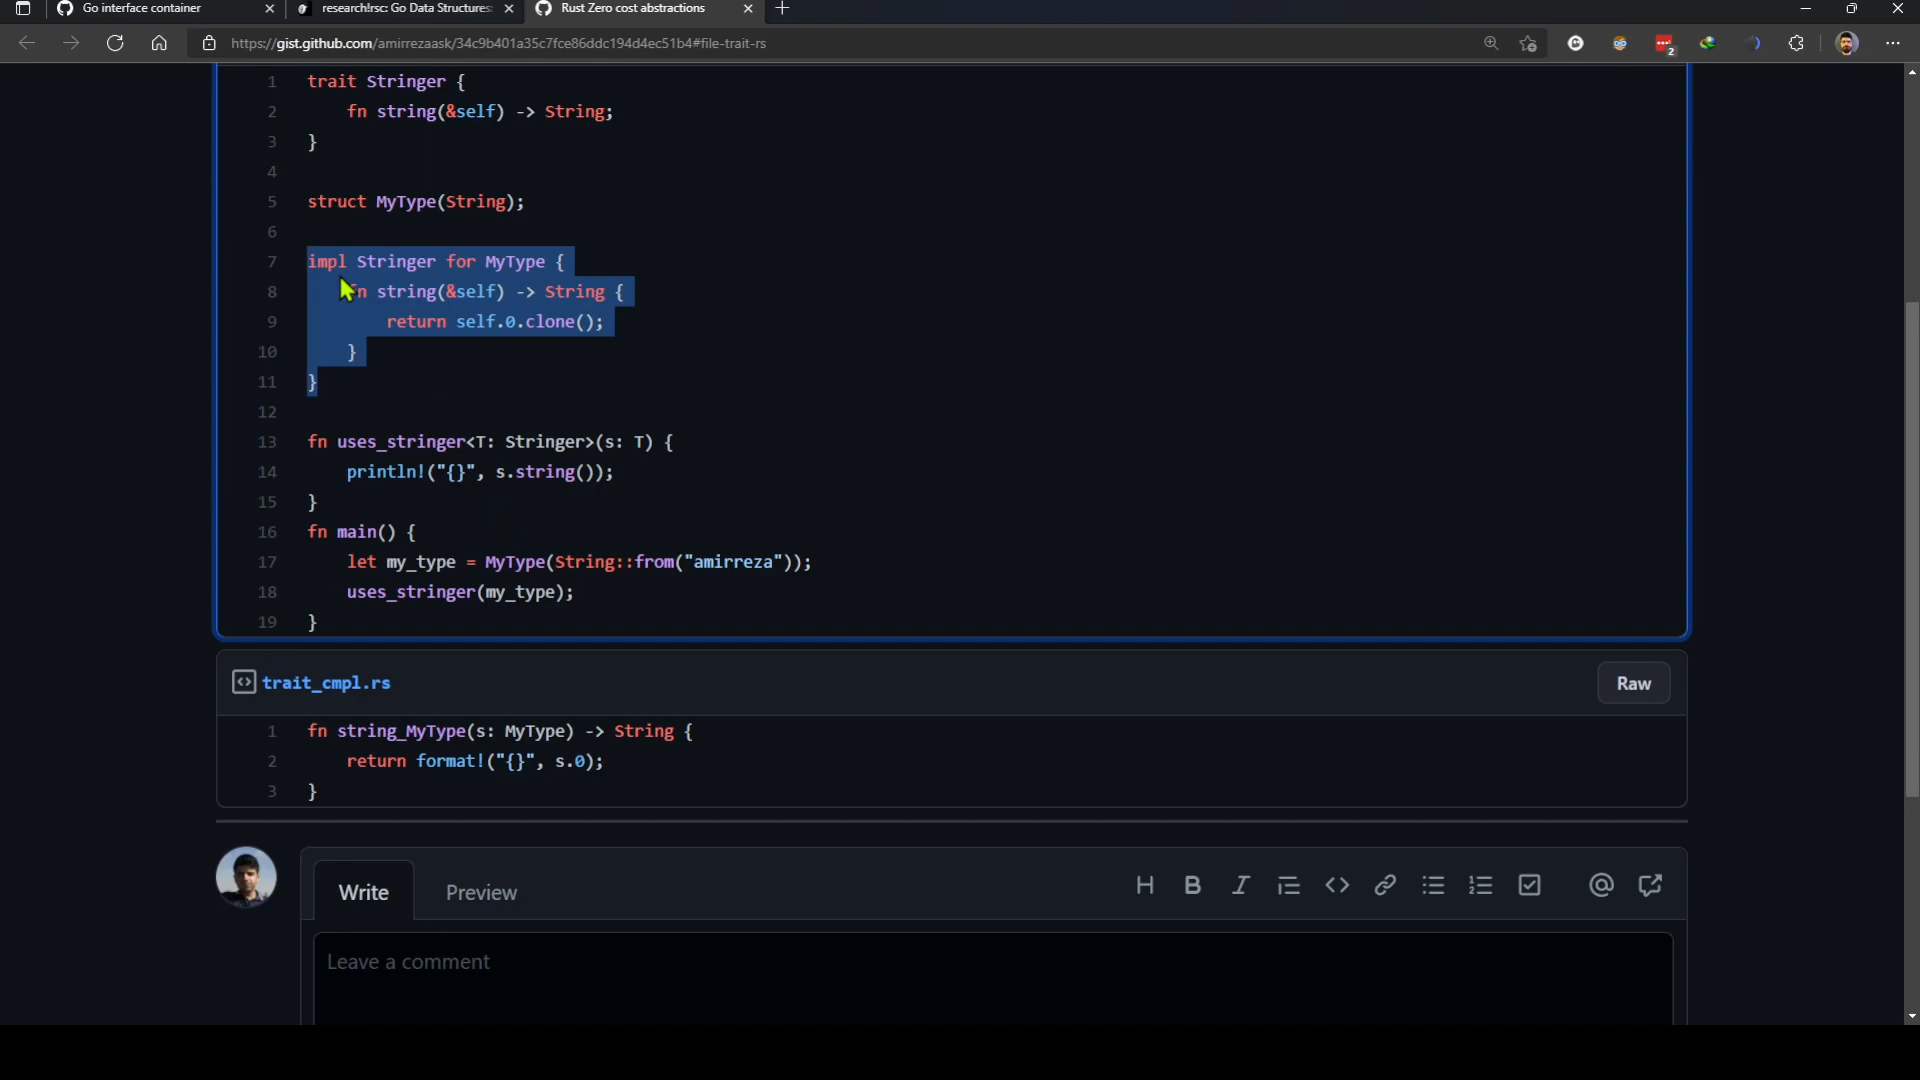 Go interface container
research!rsc: Go Data Structures:
Rust Zero cost abstractions
https://gist.github.com/amirrezaask/34c9b401a35c7fce86ddc194d4ec51b4#file-trait-rs
2
1 trait Stringer {
2 fn string(&self) -> String;
3 }
4
5 struct MyType(String);
6
7 impl Stringer for MyType {
8 fn string(&self) -> String {
9 return self.0.clone();
10 }
11 }
12
13 fn uses_stringer<T: Stringer>(s: T) {
14 println!("{}", s.string());
15 }
16 fn main() {
17 let my_type = MyType(String::from("amirreza"));
18 uses_stringer(my_type);
19 }
trait_cmpl.rs
Raw
1 fn string_MyType(s: MyType) -> String {
2 return format!("{}", s.0);
3 }
Write Preview
Leave a comment